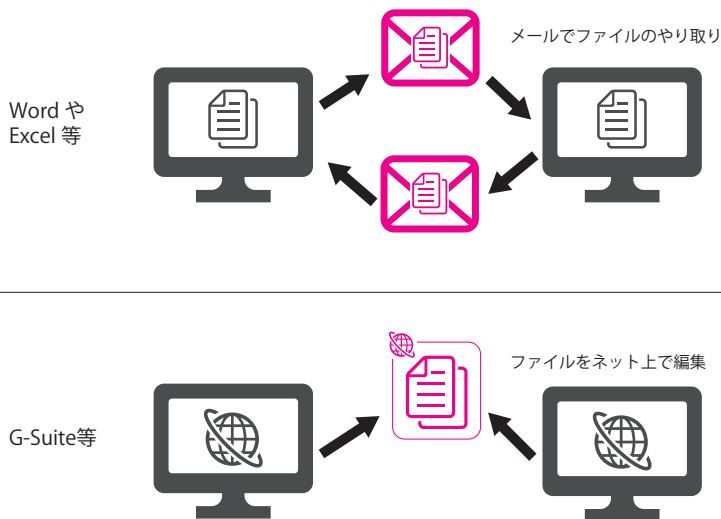 メールでファイルのやり取り
Word や
Excel 等
ファイルをネット上で編集
G-Suite等